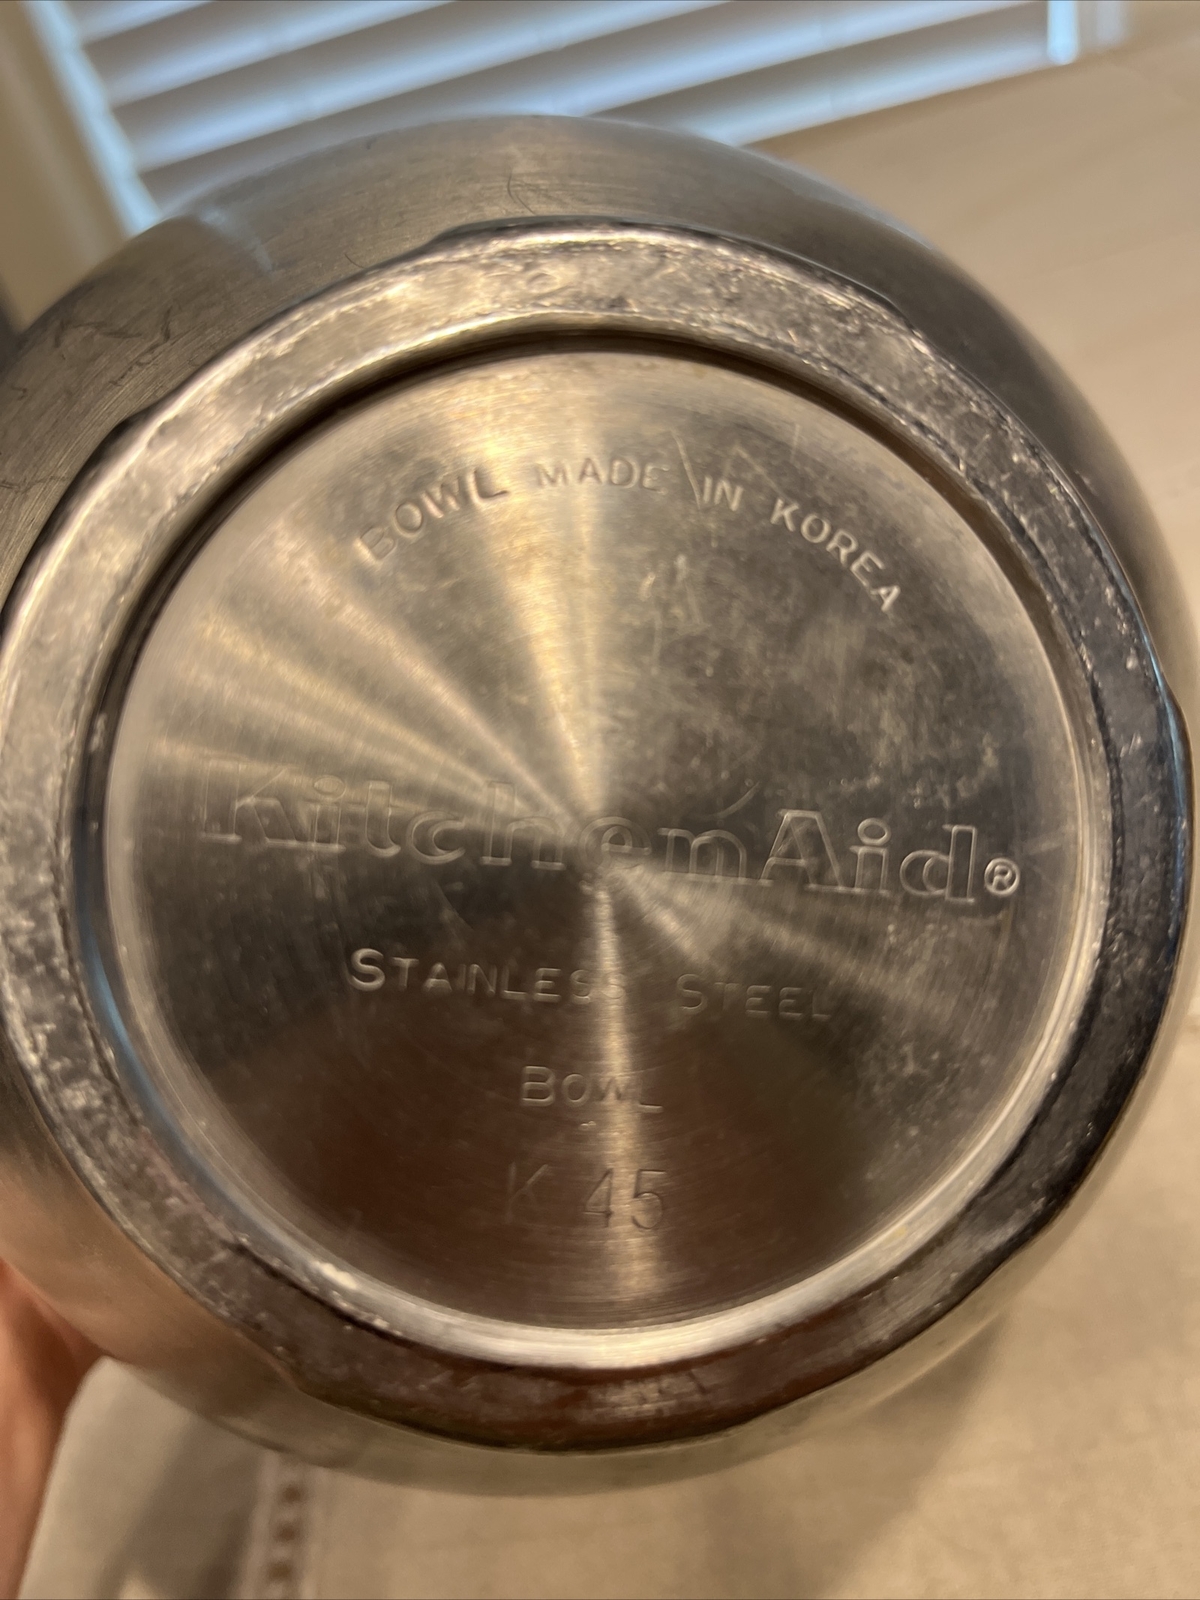 BOWL MADE IN KOREA
KitchenAid®
STAINLESS STEEL
BOWL
K 45